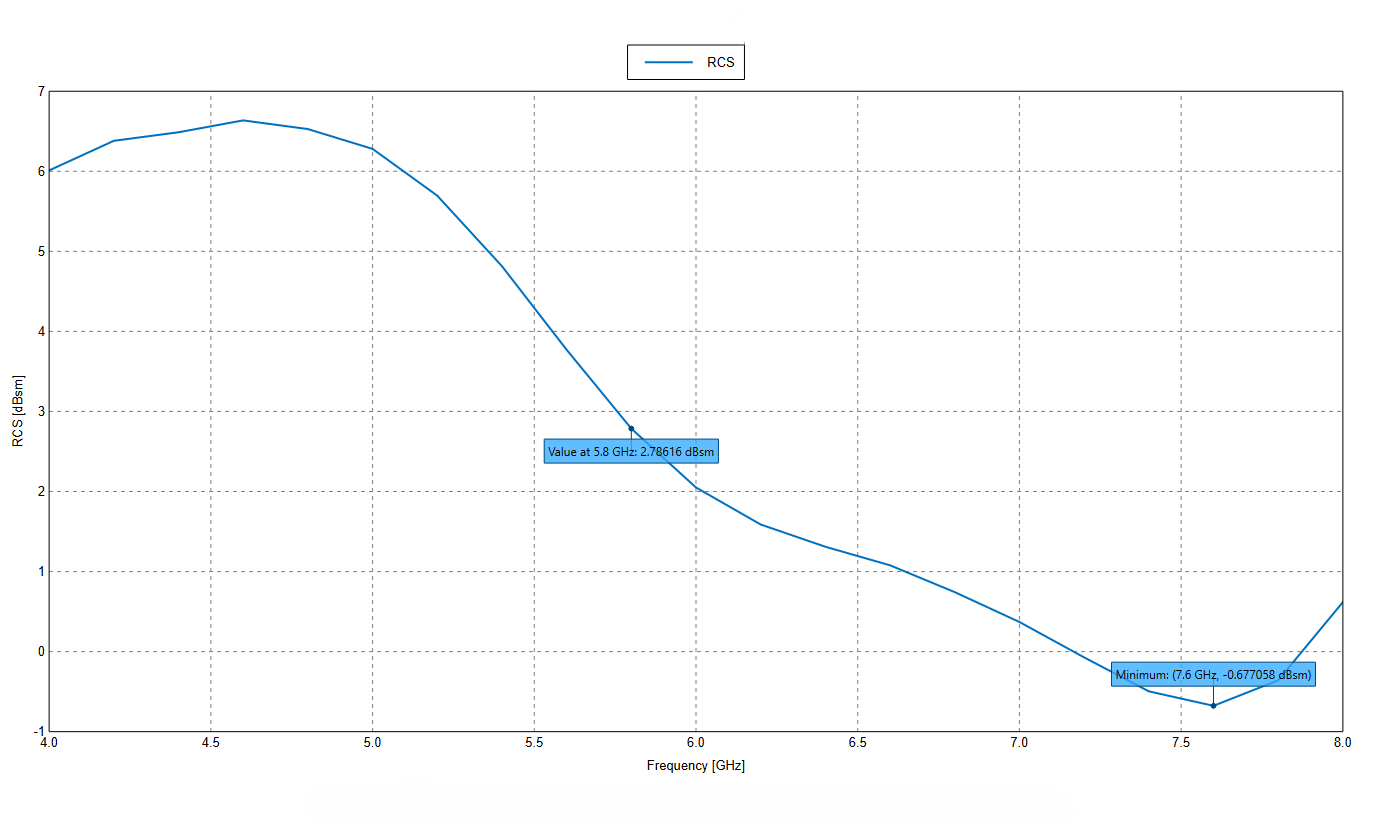 RCS
7
6
5
4
3
2
1
0
-1
RCS [dBsm]
Value at 5.8 GHz: 2.78616 dBsm
Minimum: (7.6 GHz, -0.677058 dBsm)
4.0 4.5 5.0 5.5 6.0 6.5 7.0 7.5 8.0
Frequency [GHz]